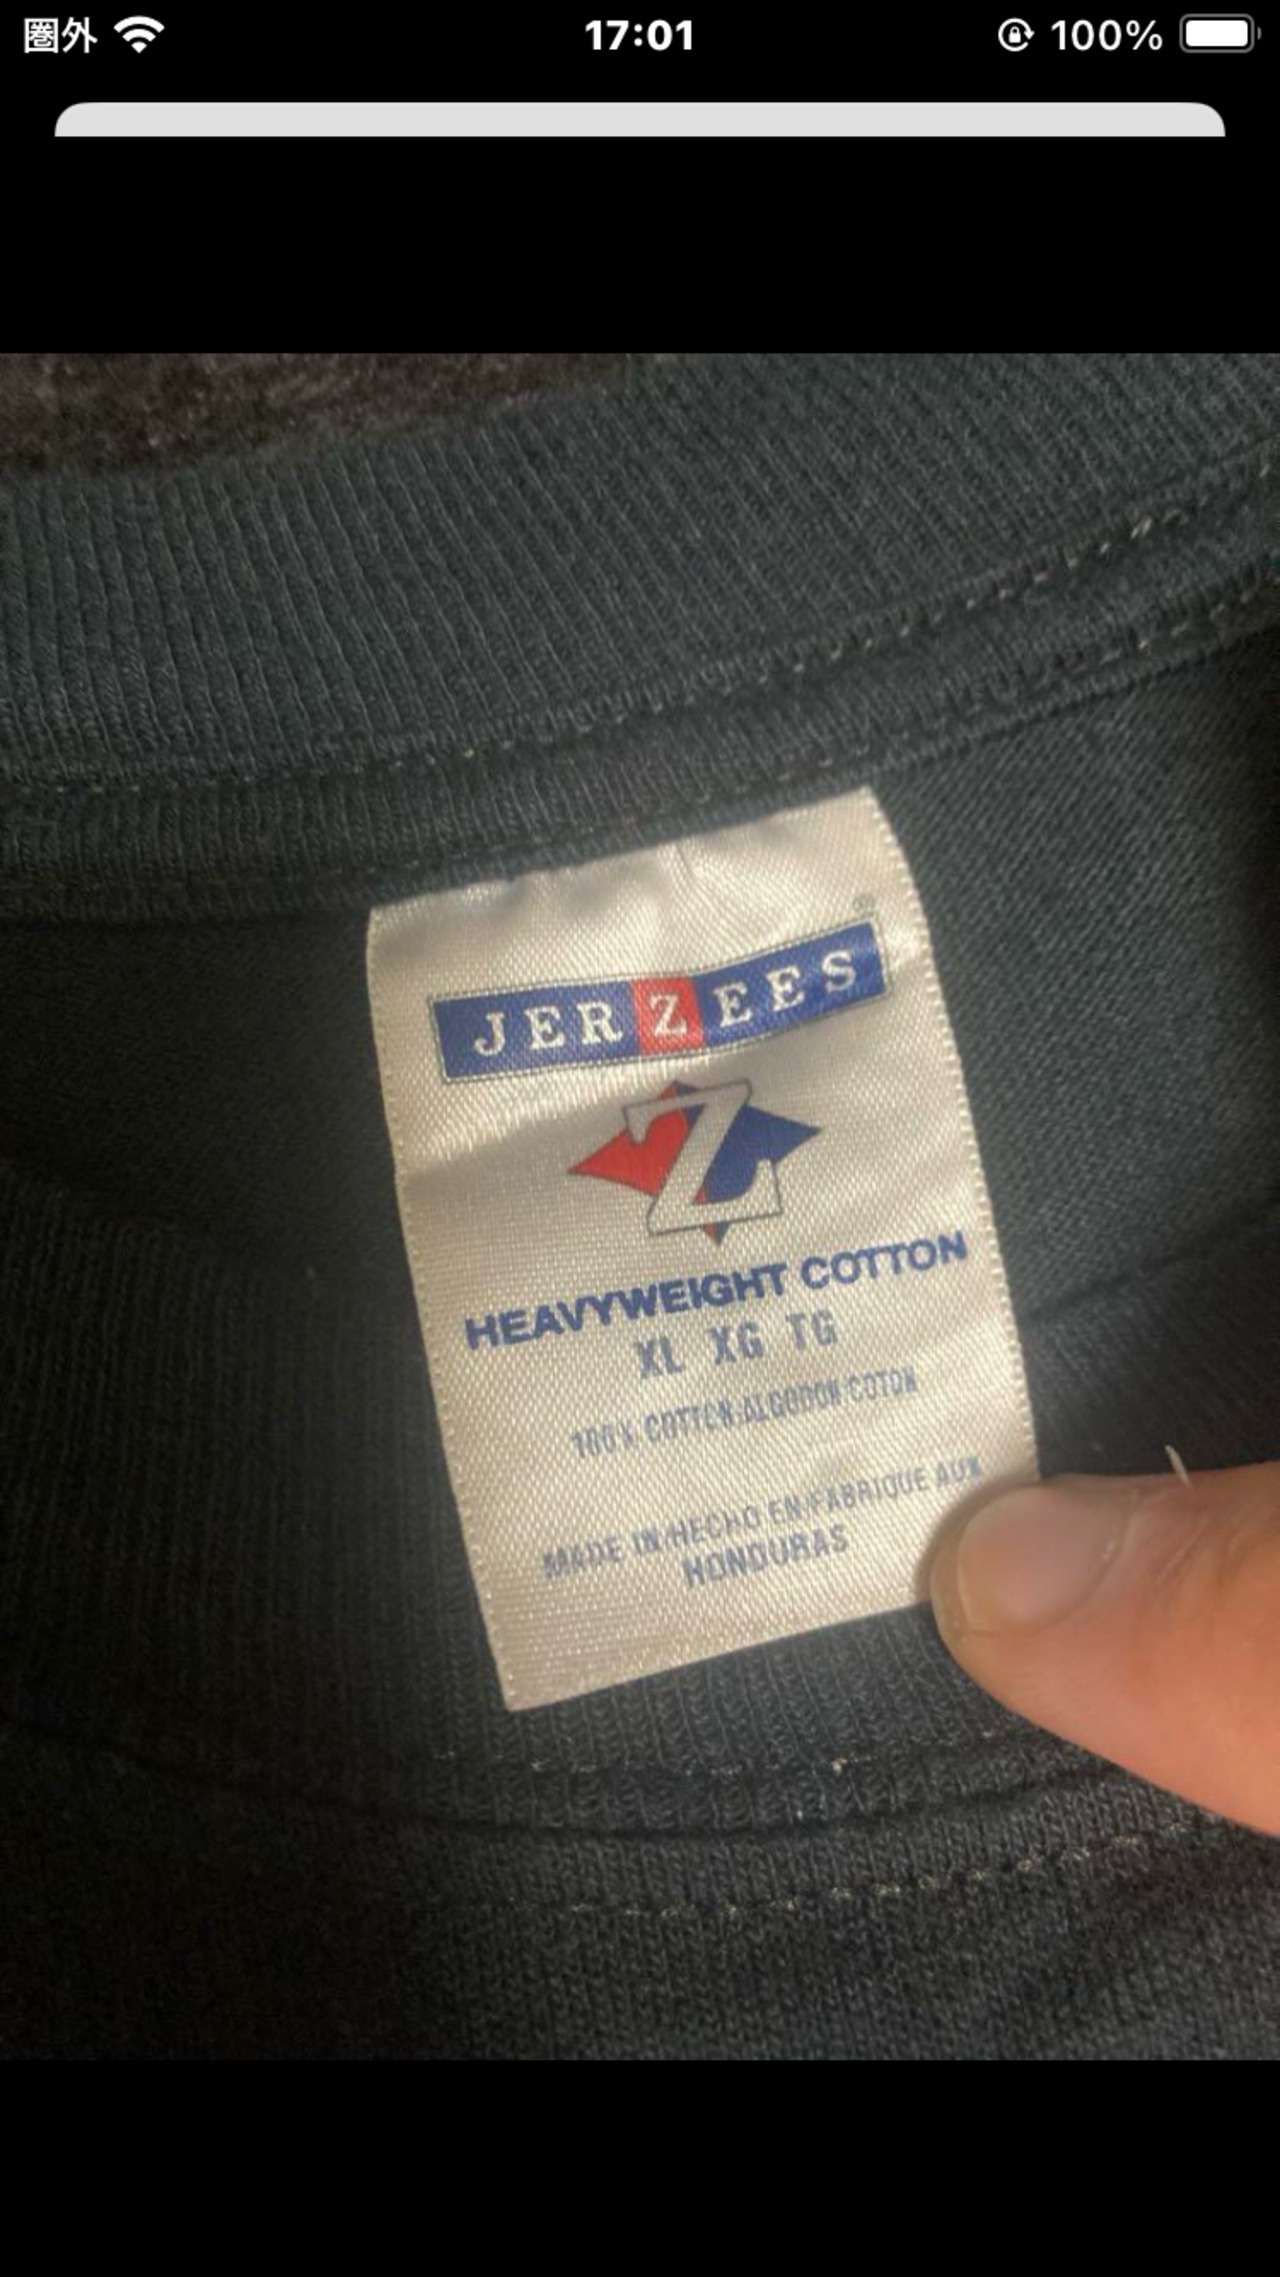 圏外 17:01 100%
JERZEES
Z
HEAVYWEIGHT COTTON
XL XG TG
100% COTTON/ALGODON/COTON
MADE IN/HECHO EN/FABRIQUE AUX
HONDURAS